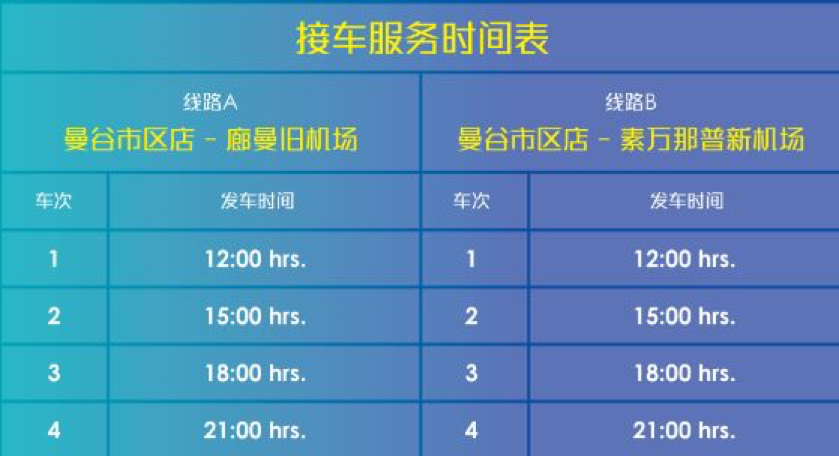 接车服务时间表
线路A
曼谷市区店 - 廊曼旧机场
线路B
曼谷市区店 - 素万那普新机场
车次 发车时间 车次 发车时间
1 12:00 hrs. 1 12:00 hrs.
2 15:00 hrs. 2 15:00 hrs.
3 18:00 hrs. 3 18:00 hrs.
4 21:00 hrs. 4 21:00 hrs.